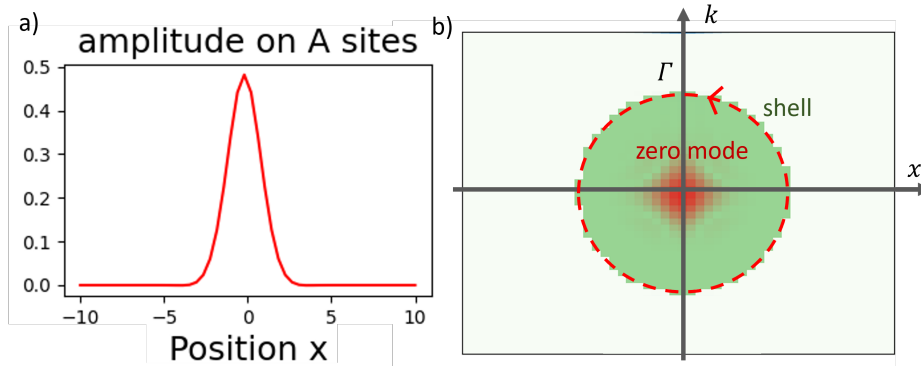 a)
amplitude on A sites
0.5
0.4
0.3
0.2
0.1
0.0
−10 −5 0 5 10
Position x
b)
k
Γ
shell
zero mode
x